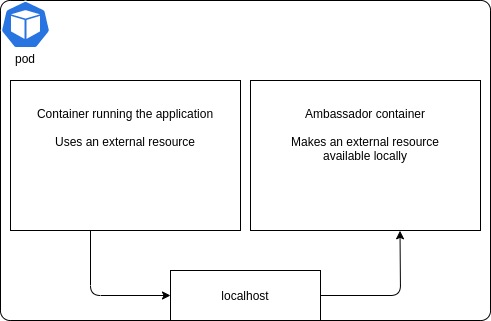 pod
Container running the application
Uses an external resource
Ambassador container
Makes an external resource
available locally
localhost